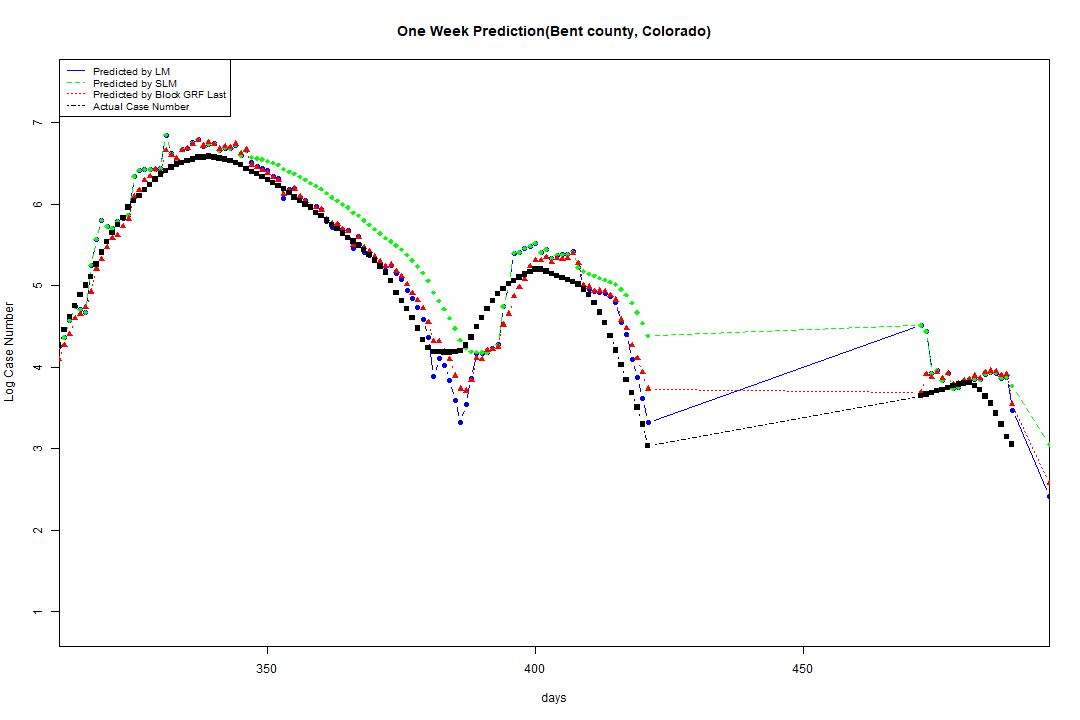 One Week Prediction(Bent county, Colorado)
Predicted by LM
Predicted by SLM
Predicted by Block GRF Last
Actual Case Number
7
6
5
4
3
2
1
Log Case Number
350 400 450
days